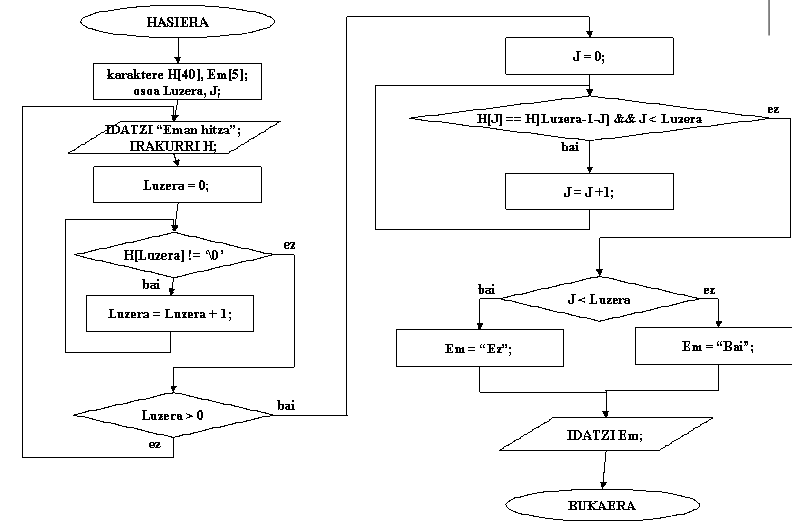 HASIERA
karaktere H[40], Em[5];
osoa Luzera, J;
IDATZI “Eman hitza”;
IRAKURRI H;
Luzera = 0;
H[Luzera] != ‘\0’
ez
bai
Luzera = Luzera + 1;
Luzera > 0
bai
ez
J = 0;
H[J] == H]Luzera-1-J] && J < Luzera
ez
bai
J = J +1;
J < Luzera
bai
ez
Em = “Ez”;
Em = “Bai”;
IDATZI Em;
BUKAERA